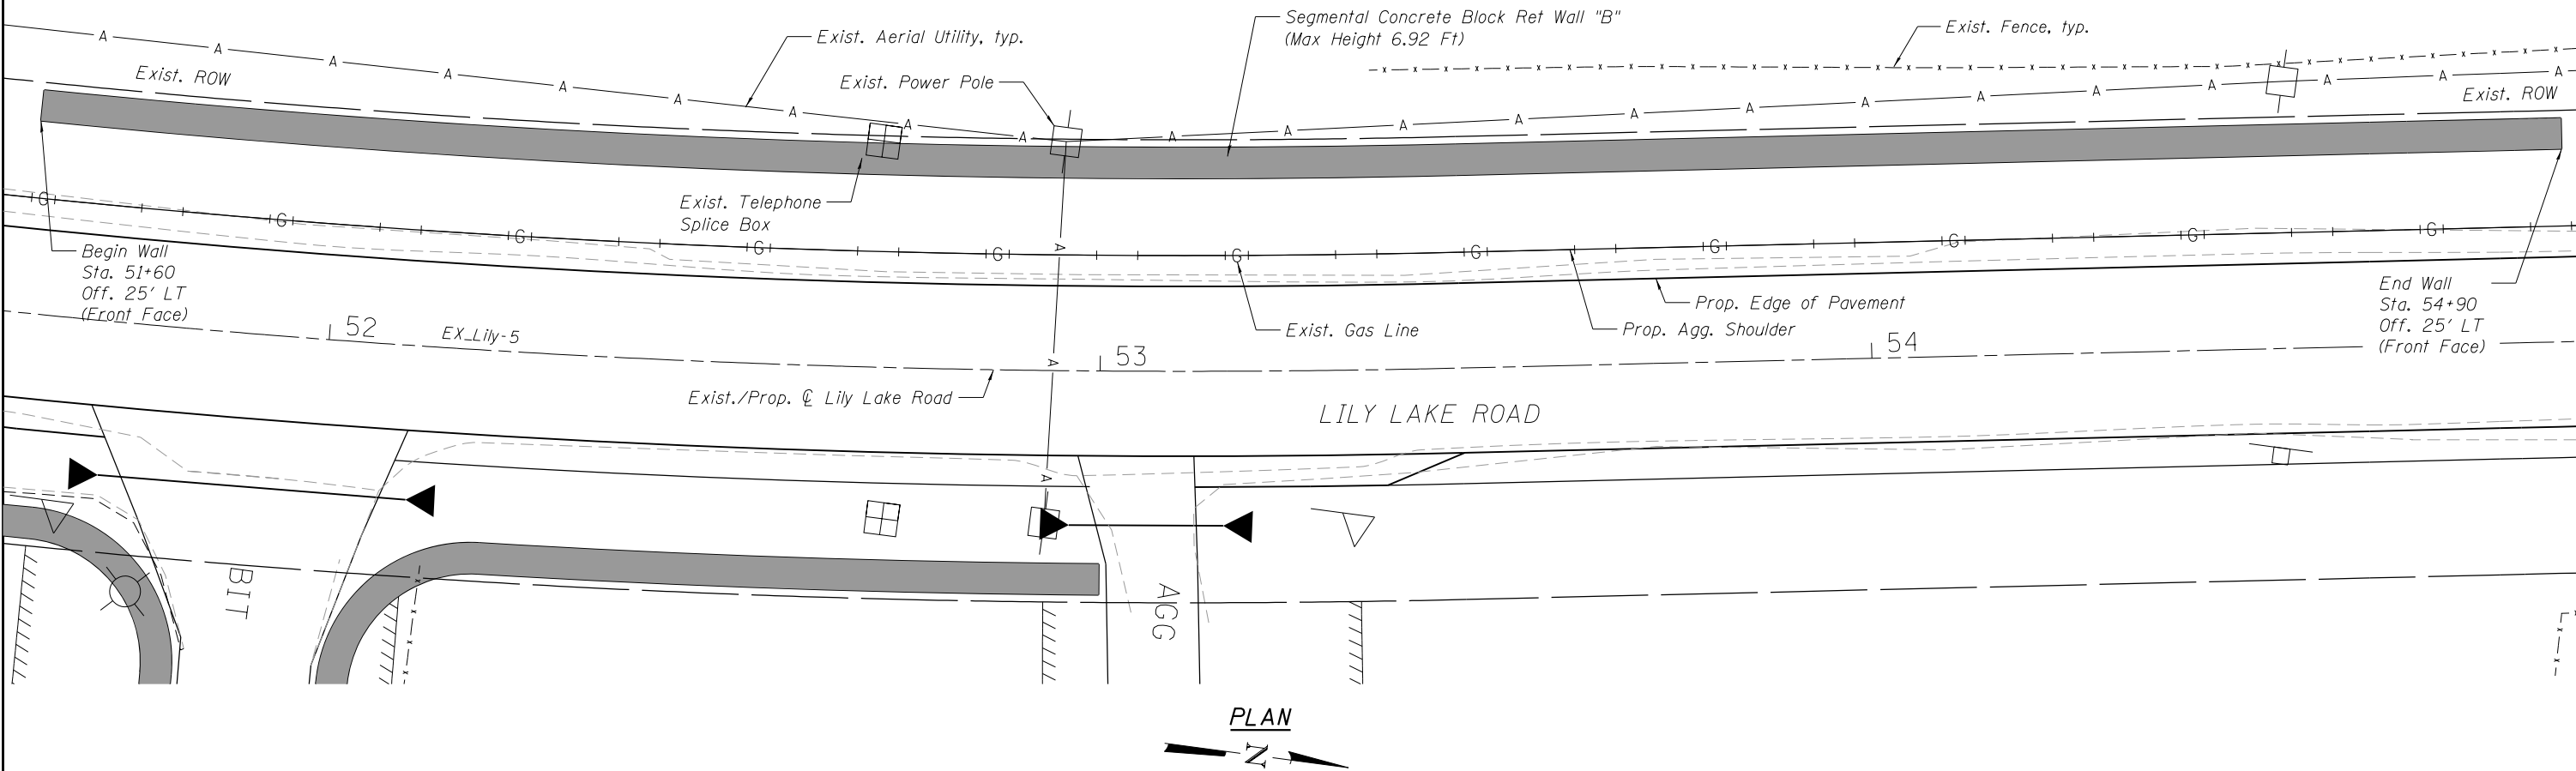 Segmental Concrete Block Ret Wall "B"
(Max Height 6.92 Ft)
Exist. Fence, typ.
Exist. Aerial Utility, typ.
A A A A A A A A A
Exist. ROW
Exist. Power Pole
A A A A A A A A A A A A A
Exist. ROW
Exist. Telephone
Splice Box
G G G G G G G G G G G
Begin Wall
Sta. 51+60
Off. 25' LT
(Front Face)
Prop. Edge of Pavement
Prop. Agg. Shoulder
Exist. Gas Line
End Wall
Sta. 54+90
Off. 25' LT
(Front Face)
52
EX_Lily-5
53
54
A
A
A
Exist./Prop. ℄ Lily Lake Road
LILY LAKE ROAD
BIT
AGG
PLAN
N